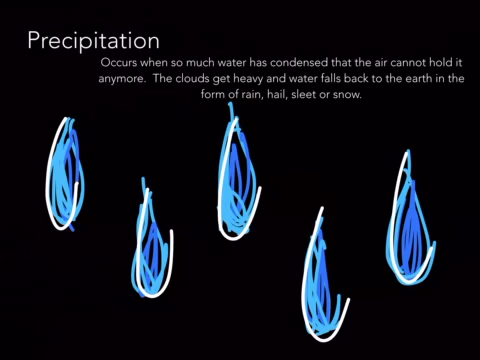 Precipitation
Occurs when so much water has condensed that the air cannot hold it
anymore.  The clouds get heavy and water falls back to the earth in the
form of rain, hail, sleet or snow.